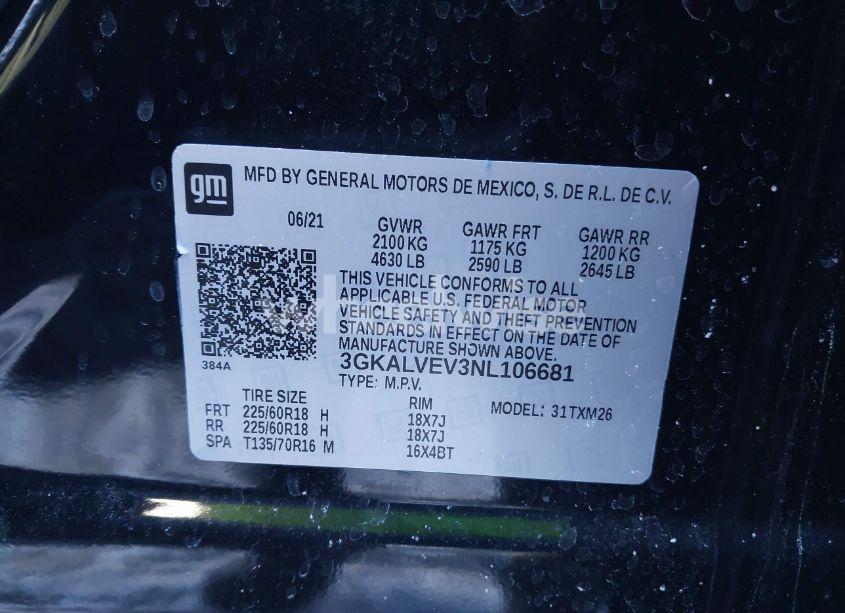 gm
MFD BY GENERAL MOTORS DE MEXICO, S. DE R.L. DE C.V.
06/21 GVWR GAWR FRT GAWR RR
2100 KG 1175 KG 1200 KG
4630 LB 2590 LB 2645 LB
THIS VEHICLE CONFORMS TO ALL
APPLICABLE U.S. FEDERAL MOTOR
VEHICLE SAFETY AND THEFT PREVENTION
STANDARDS IN EFFECT ON THE DATE OF
MANUFACTURE SHOWN ABOVE.
384A
3GKALVEV3NL106681
TYPE: M.P.V.
TIRE SIZE RIM MODEL: 31TXM26
FRT 225/60R18 H 18X7J
RR 225/60R18 H 18X7J
SPA T135/70R16 M 16X4BT